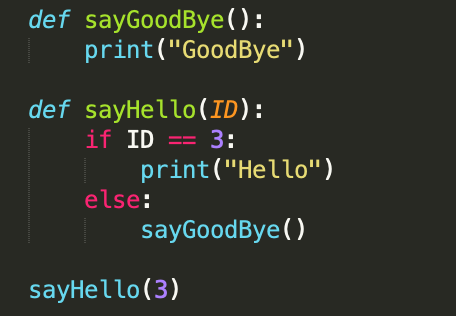 def sayGoodBye():
    print("GoodBye")

def sayHello(ID):
    if ID == 3:
        print("Hello")
    else:
        sayGoodBye()

sayHello(3)